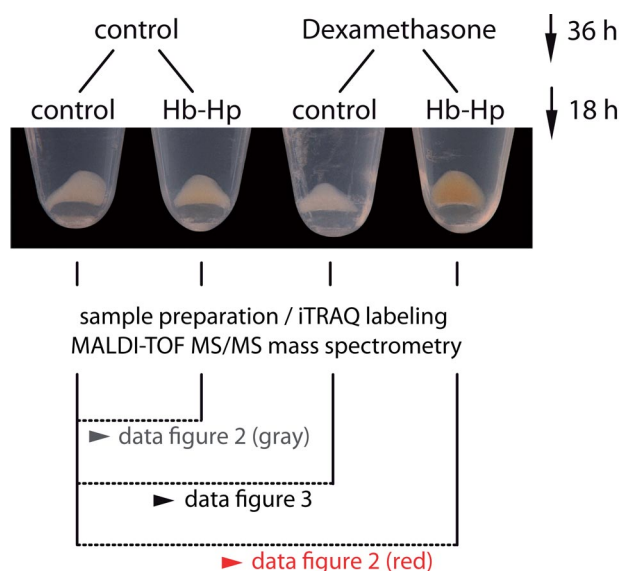 control Dexamethasone 36 h
control Hb-Hp control Hb-Hp 18 h
sample preparation / iTRAQ labeling
MALDI-TOF MS/MS mass spectrometry
► data figure 2 (gray)
► data figure 3
► data figure 2 (red)